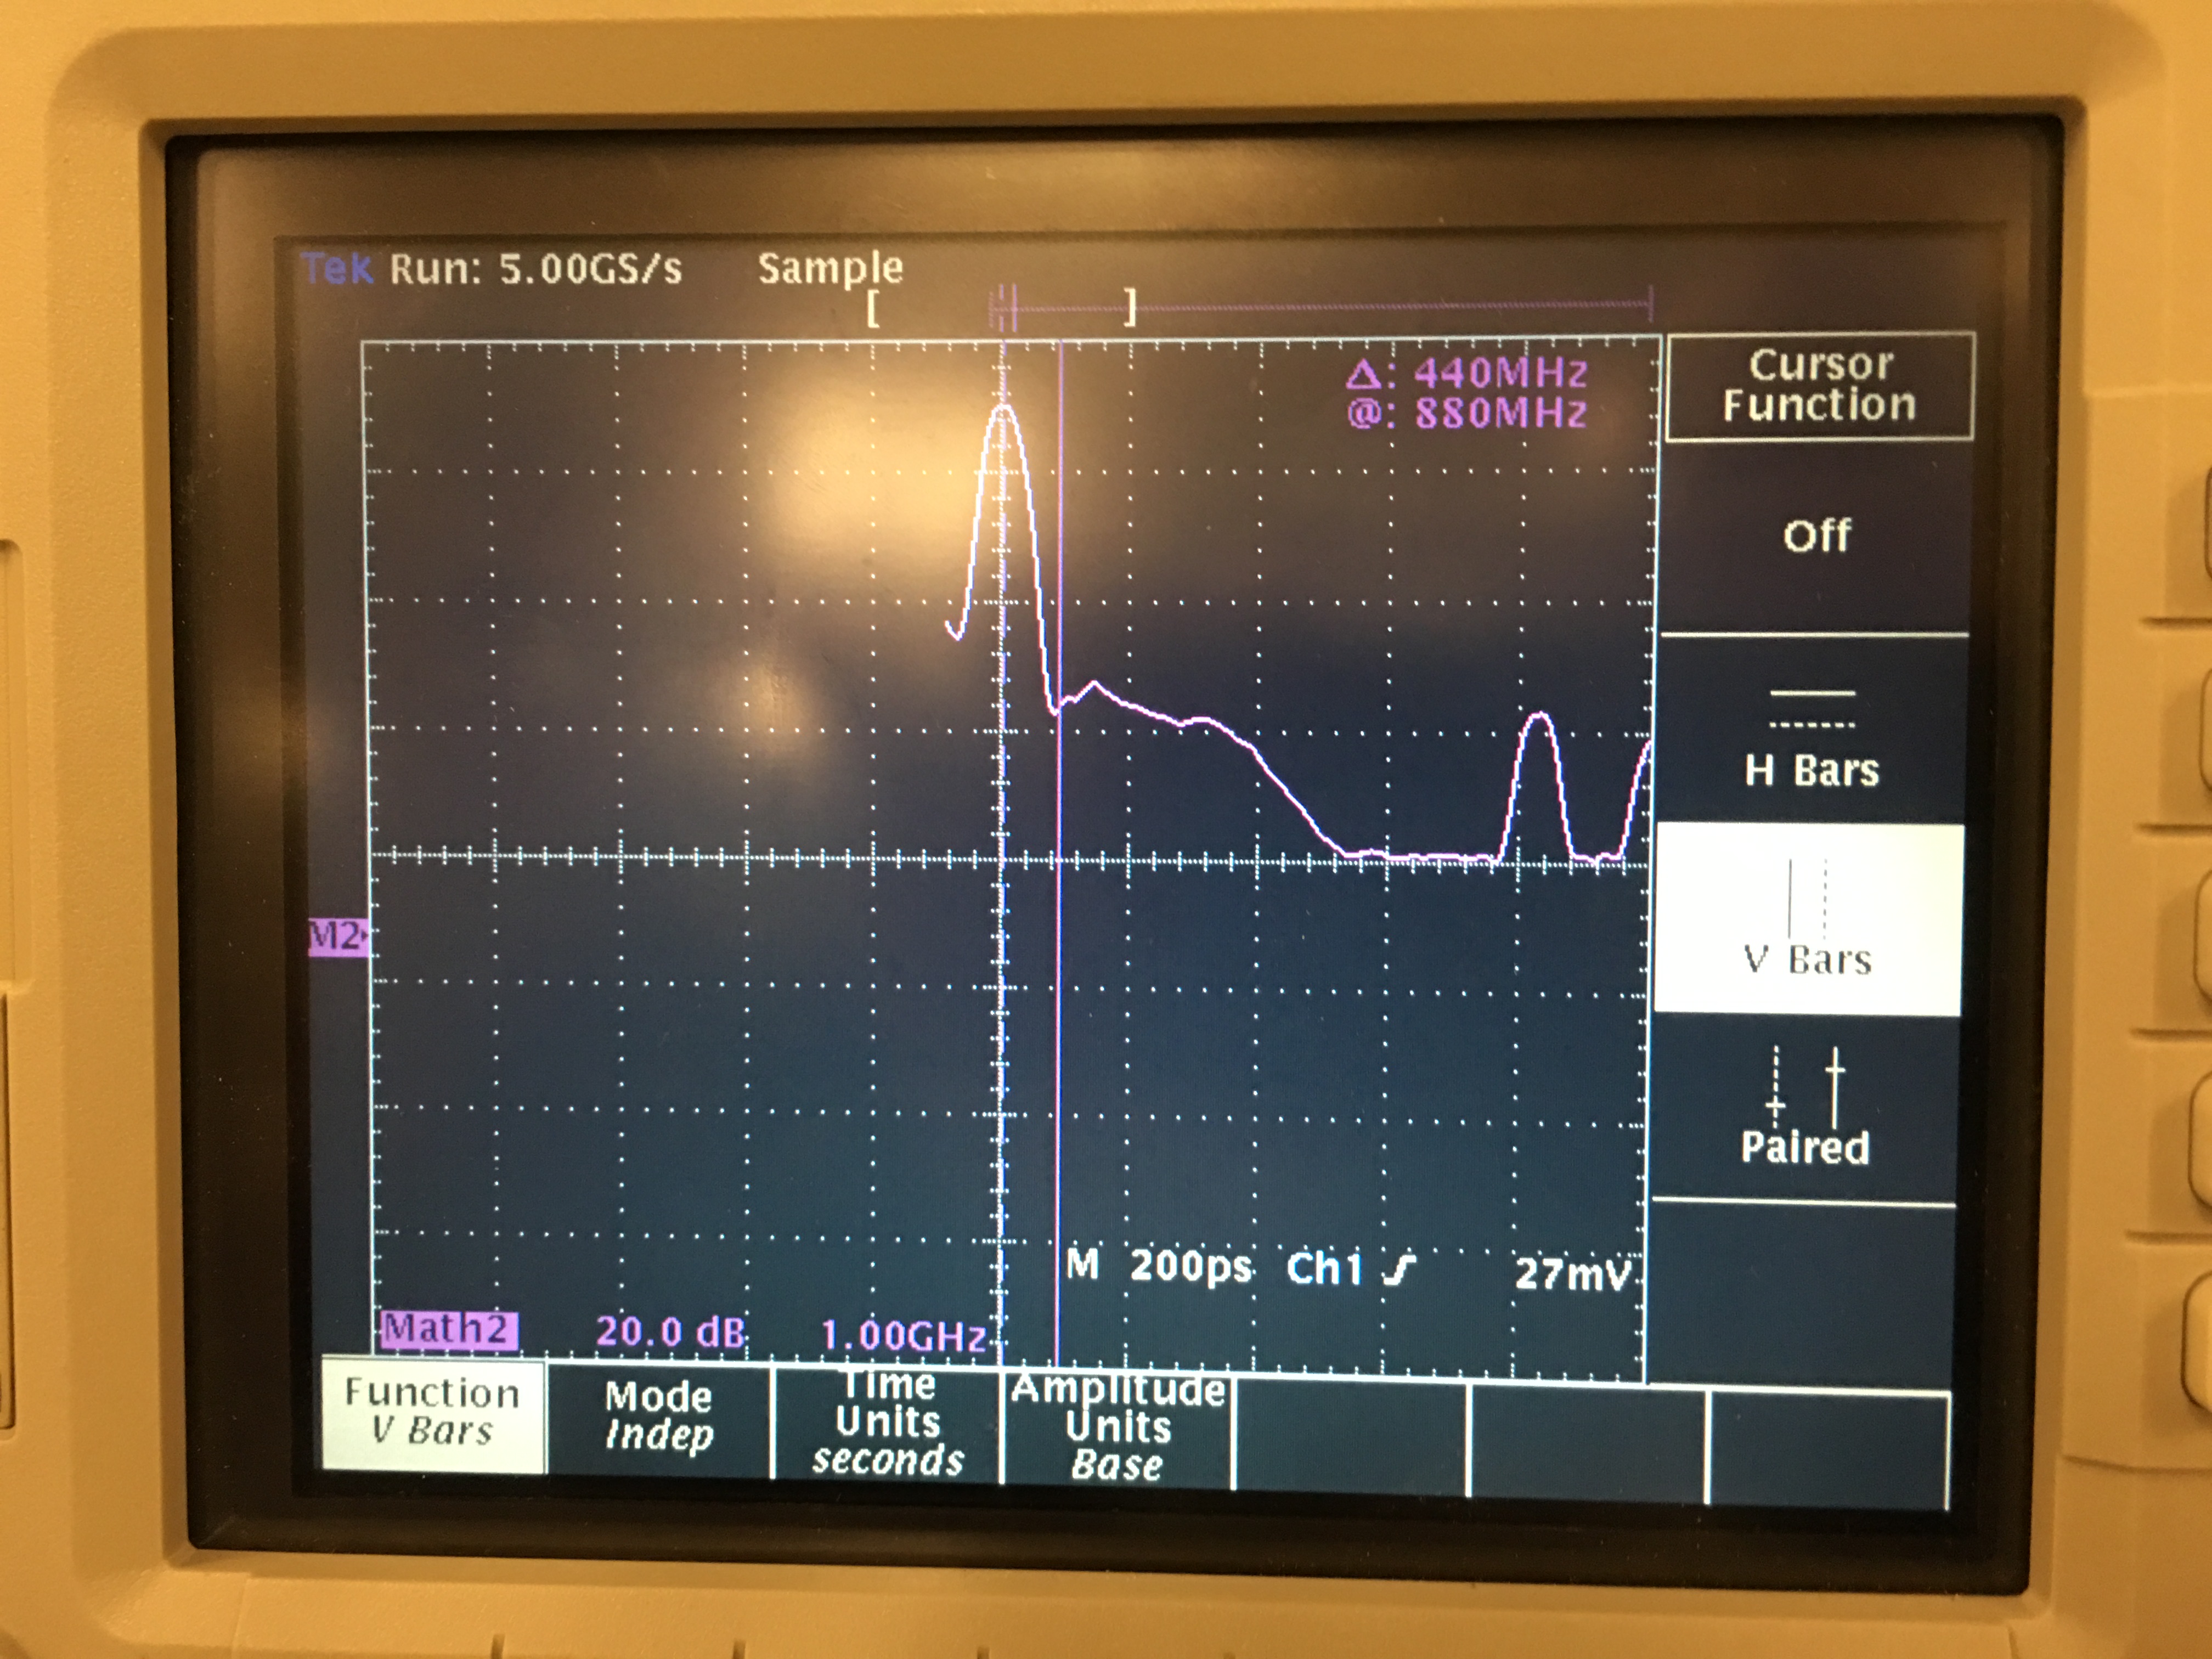 Tek Run: 5.00GS/s Sample
[ ]
Δ: 440MHz
@: 880MHz
Cursor
Function
Off
H Bars
V Bars
Paired
M2
M 200ps Ch1 27mV
Math2 20.0 dB 1.00GHz
Function
V Bars
Mode
Indep
Time
Units
seconds
Amplitude
Units
Base